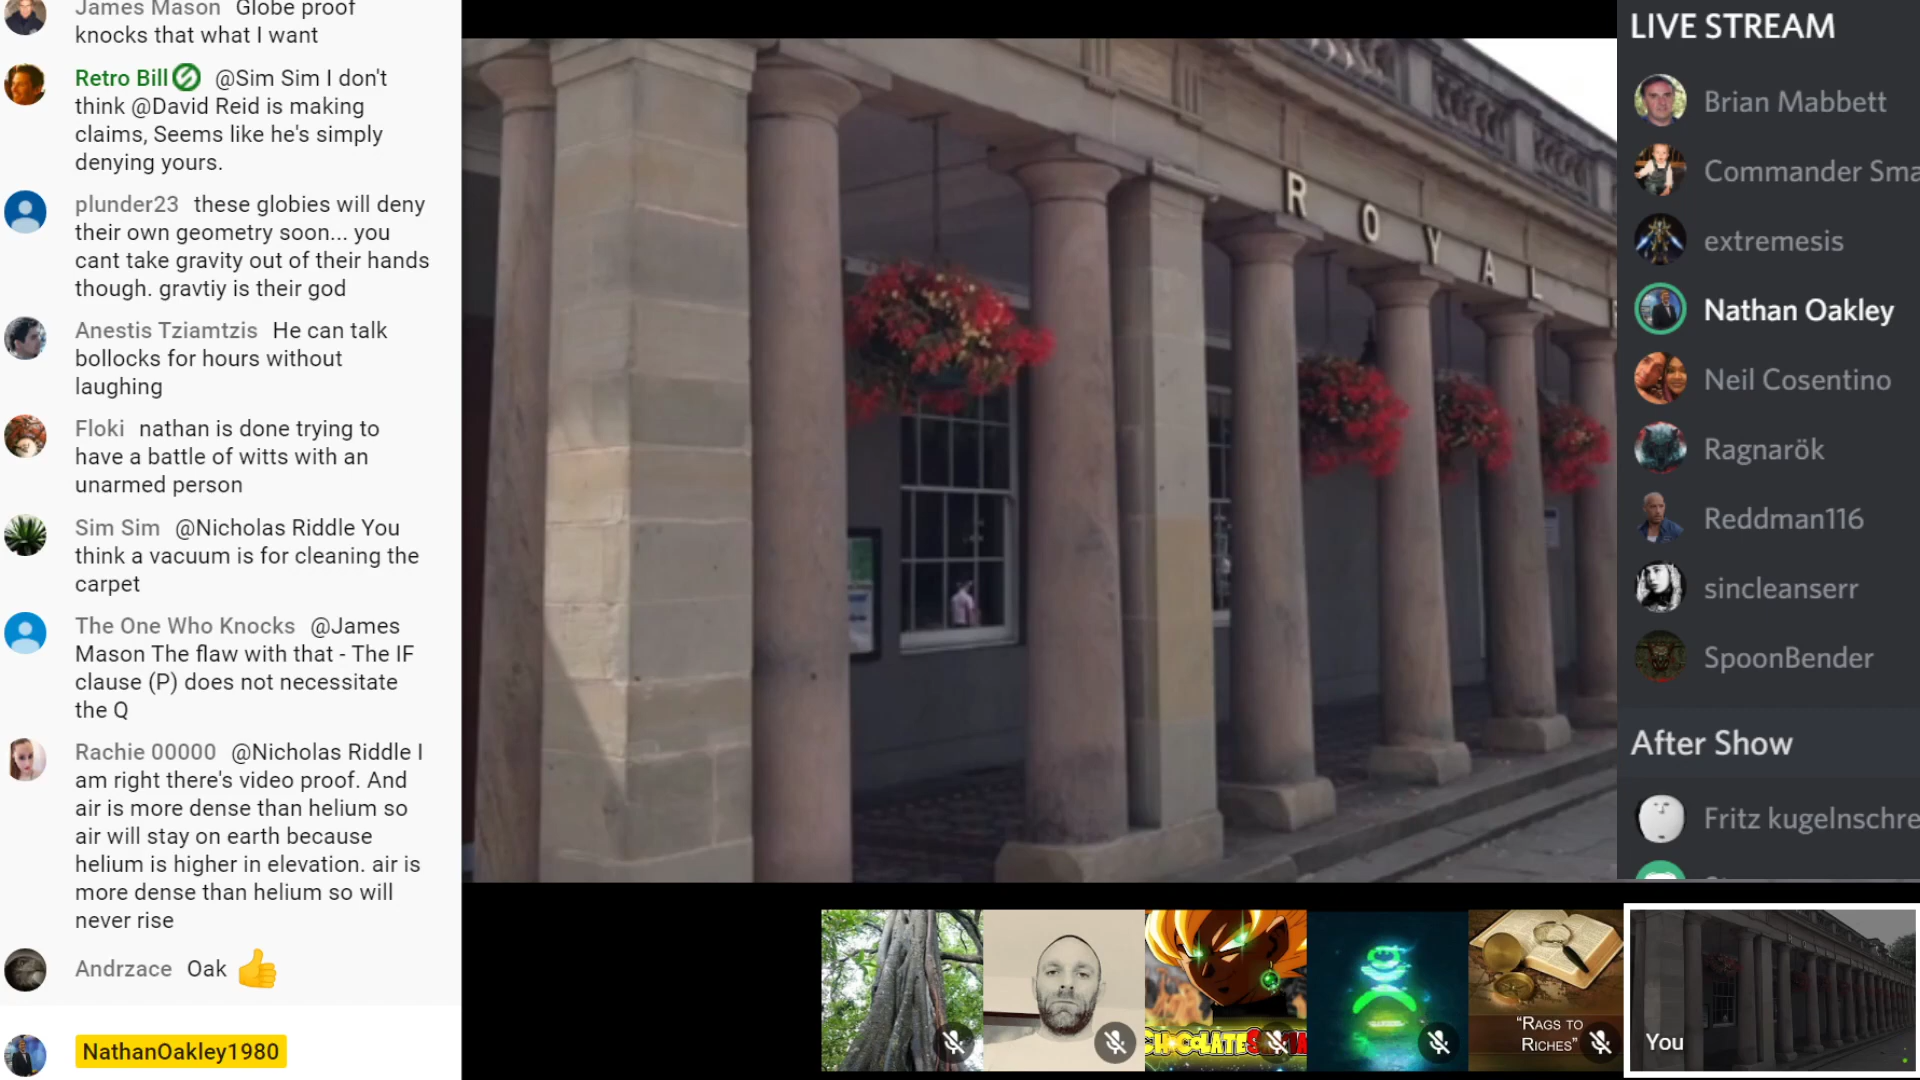 James Mason Globe proof
knocks that what I want
Retro Bill @Sim Sim I don't
think @David Reid is making
claims, Seems like he's simply
denying yours.
plunder23 these globies will deny
their own geometry soon... you
cant take gravity out of their hands
though. gravtiy is their god
Anestis Tziamtzis He can talk
bollocks for hours without
laughing
Floki nathan is done trying to
have a battle of witts with an
unarmed person
Sim Sim @Nicholas Riddle You
think a vacuum is for cleaning the
carpet
The One Who Knocks @James
Mason The flaw with that - The IF
clause (P) does not necessitate
the Q
Rachie 00000 @Nicholas Riddle I
am right there's video proof. And
air is more dense than helium so
air will stay on earth because
helium is higher in elevation. air is
more dense than helium so will
never rise
Andrzace Oak 👍
NathanOakley1980
ROYAL
LIVE STREAM
Brian Mabbett
Commander Sma
extremesis
Nathan Oakley
Neil Cosentino
Ragnarök
Reddman116
sincleanserr
SpoonBender
After Show
Fritz kugelnschre
"RAGS TO
RICHES"
You